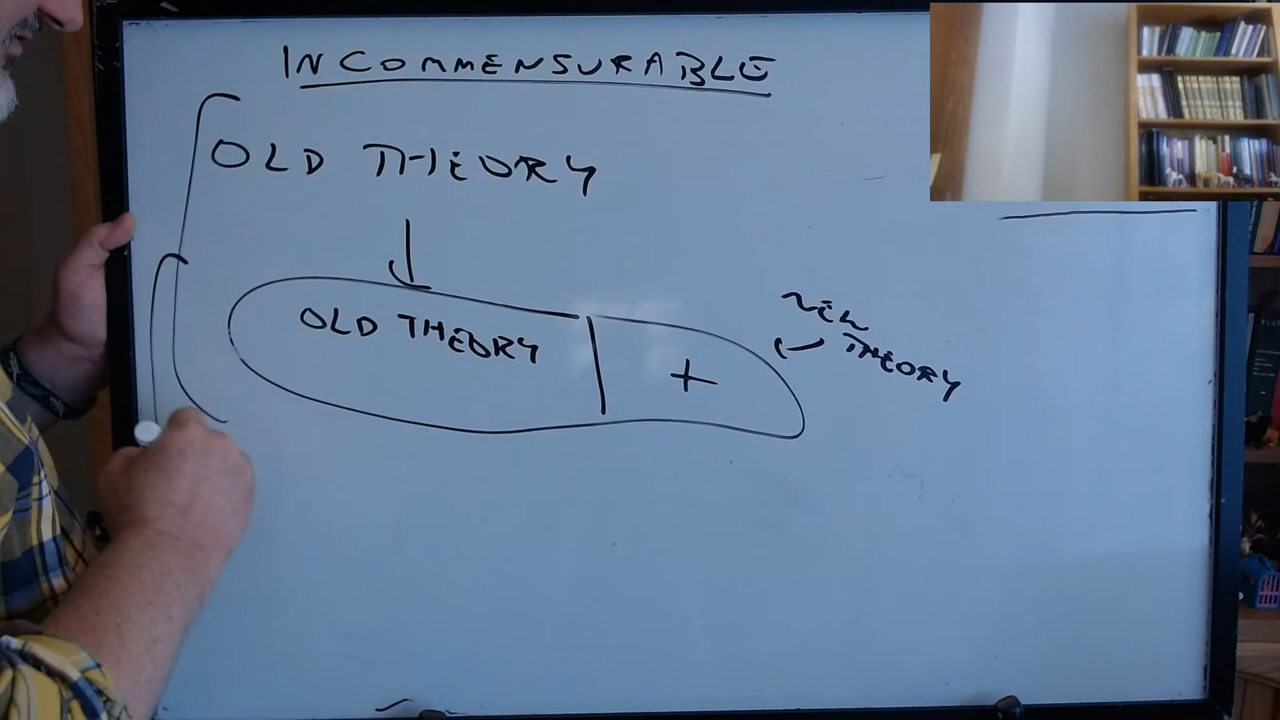 INCOMMENSURABLE
OLD THEORY
OLD THEORY
+
NEW
THEORY